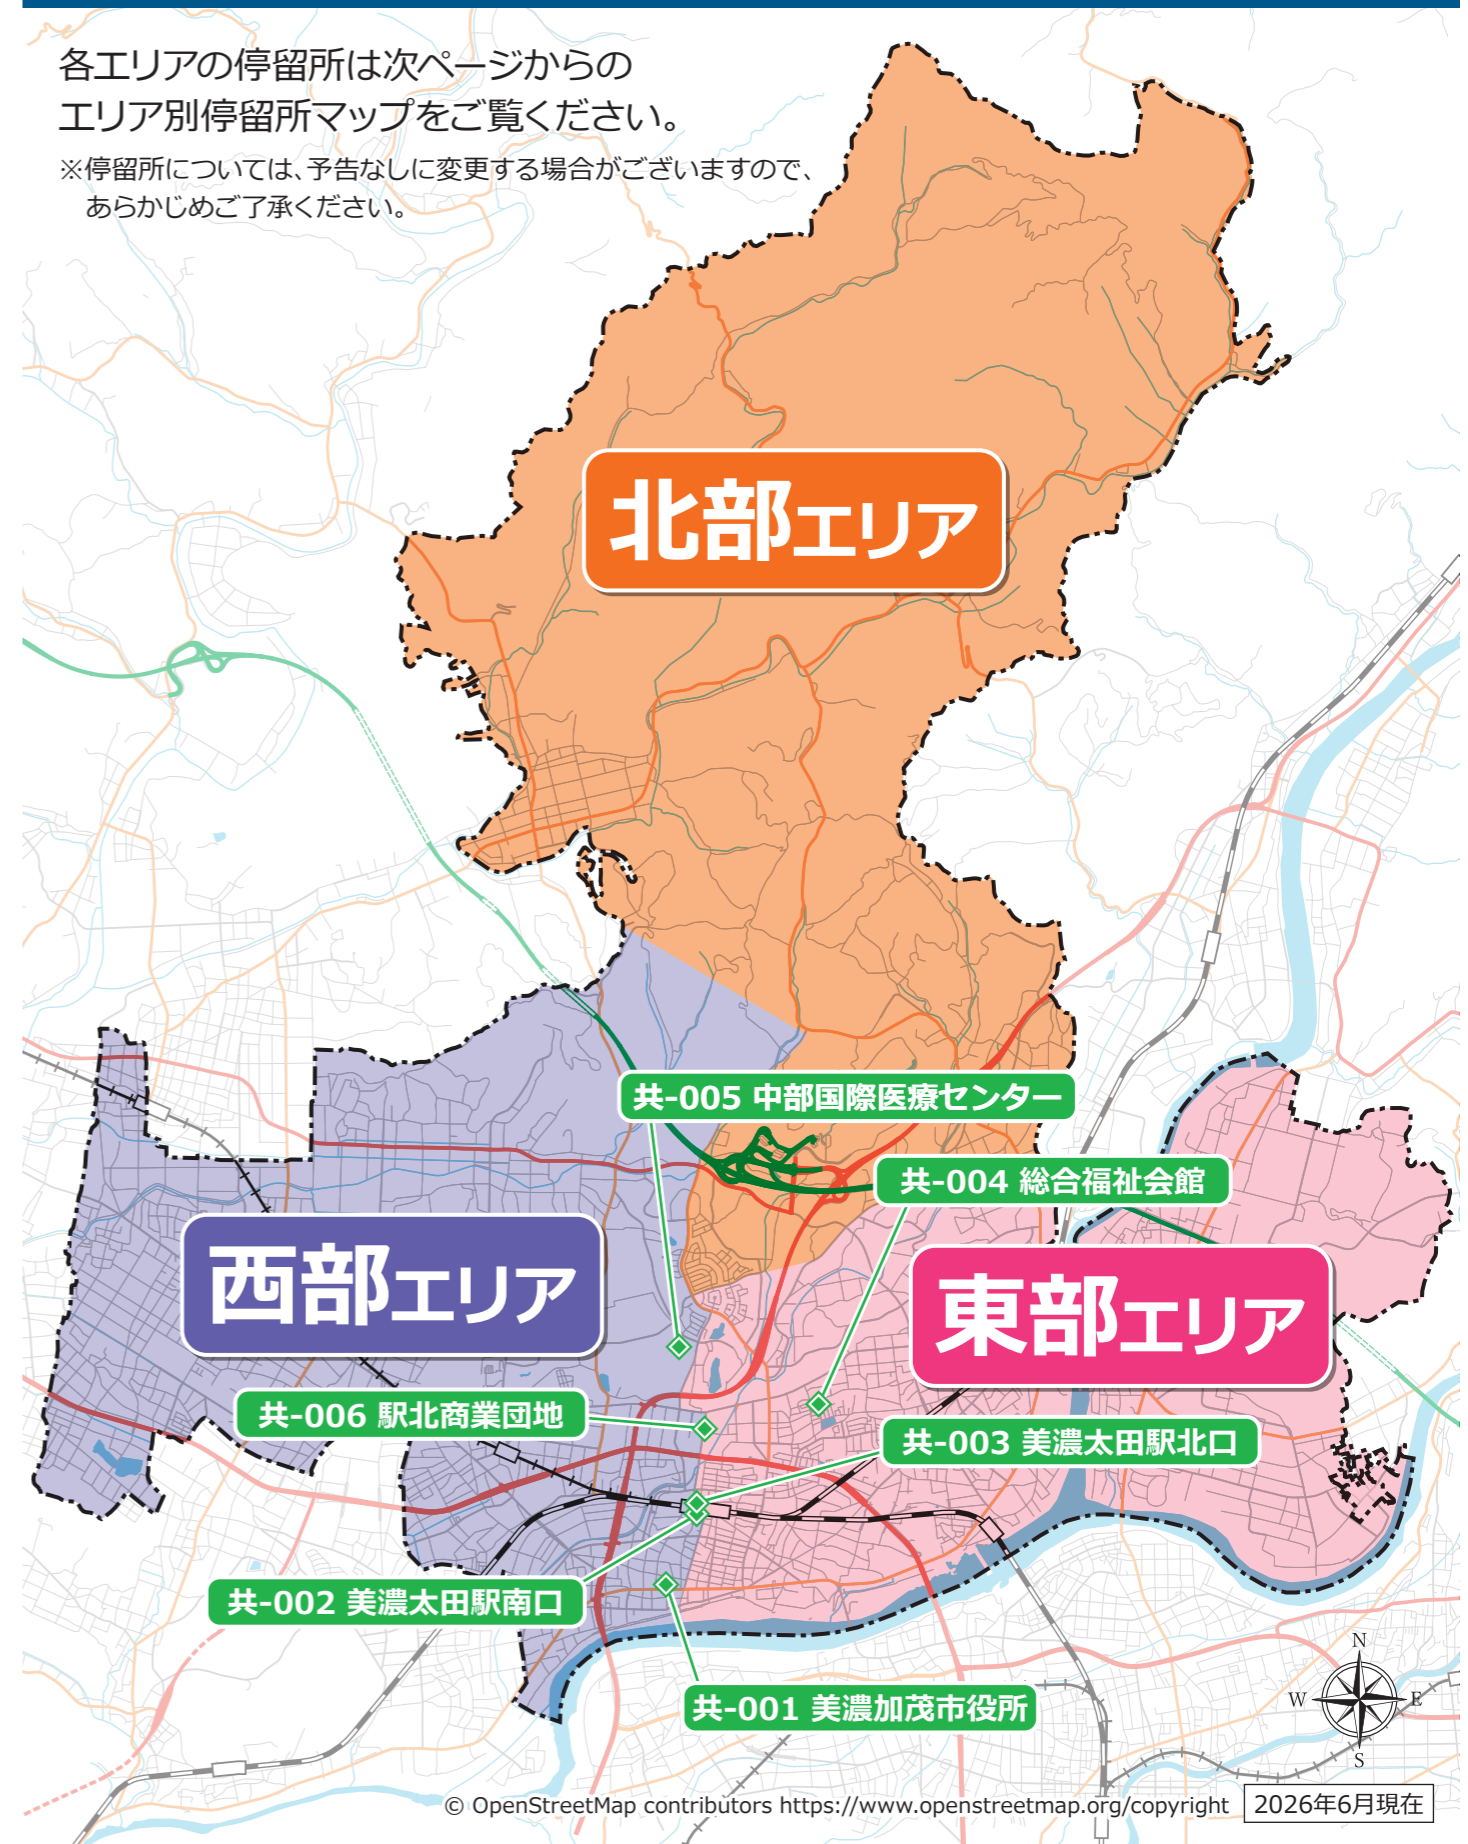 各エリアの停留所は次ページからの
エリア別停留所マップをご覧ください。
※停留所については、予告なしに変更する場合がございますので、
あらかじめご了承ください。
北部エリア
共-005 中部国際医療センター
共-004 総合福祉会館
西部エリア
東部エリア
共-006 駅北商業団地
共-003 美濃太田駅北口
共-002 美濃太田駅南口
共-001 美濃加茂市役所
N
W
E
S
© OpenStreetMap contributors https://www.openstreetmap.org/copyright
2026年6月現在